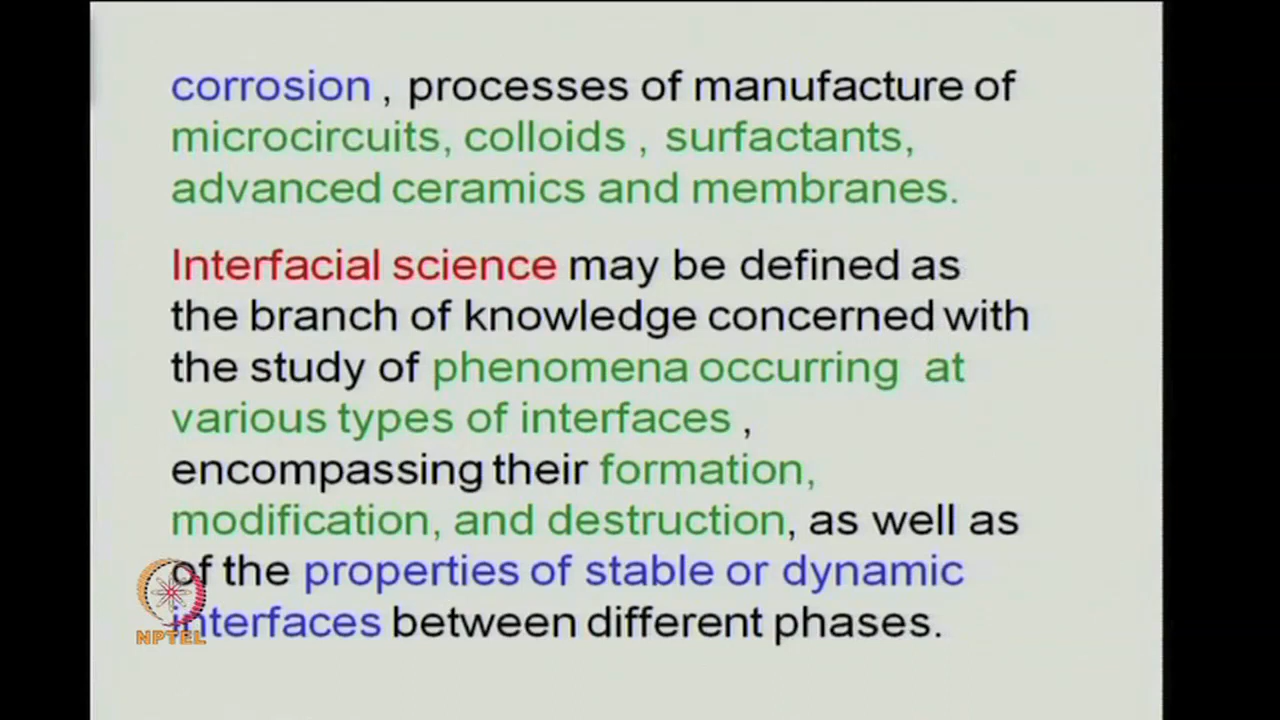 corrosion , processes of manufacture of
microcircuits, colloids , surfactants,
advanced ceramics and membranes.
Interfacial science may be defined as
the branch of knowledge concerned with
the study of phenomena occurring at
various types of interfaces ,
encompassing their formation,
modification, and destruction, as well as
of the properties of stable or dynamic
interfaces between different phases.
NPTEL